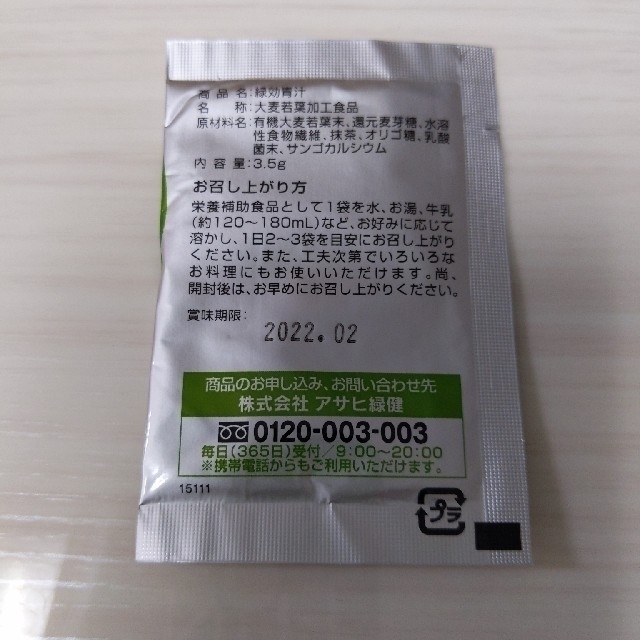 商品名:緑効青汁
名称:大麦若葉加工食品
原材料名:有機大麦若葉末、還元麦芽糖、水溶
性食物繊維、抹茶、オリゴ糖、乳酸
菌末、サンゴカルシウム
内容量:3.5g
お召し上がり方
栄養補助食品として1袋を水、お湯、牛乳
(約120〜180mL)など、お好みに応じて
溶かし、1日2〜3袋を目安にお召し上がり
ください。また、工夫次第でいろいろな
お料理にもお使いいただけます。尚、
開封後は、お早めにお召し上がりください。
賞味期限:
2022.02
商品のお申し込み、お問い合わせ先
株式会社 アサヒ緑健
0120-003-003
毎日(365日)受付/9:00〜20:00
※携帯電話からもご利用いただけます。
15111
プラ